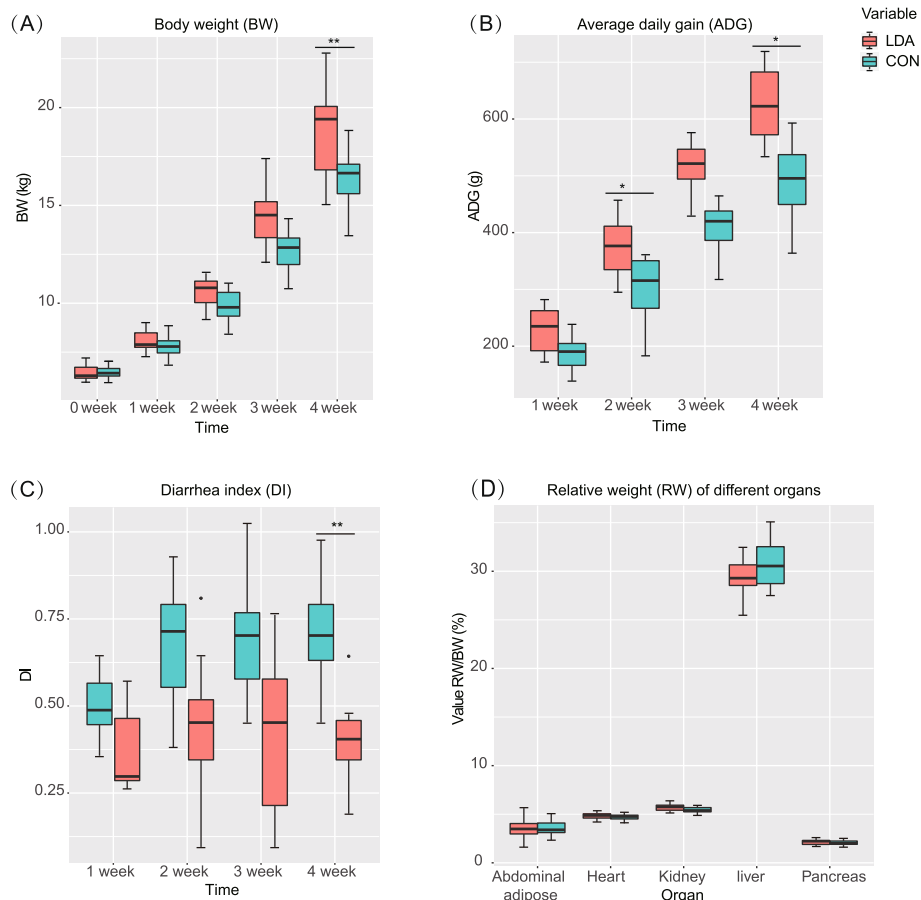 (A)
Body weight (BW)
**
20
15
10
BW (kg)
0 week 1 week 2 week 3 week 4 week
Time
(B)
Average daily gain (ADG)
*
*
600
400
200
ADG (g)
1 week 2 week 3 week 4 week
Time
Variable
LDA
CON
(C)
Diarrhea index (DI)
**
1.00
0.75
0.50
0.25
DI
1 week 2 week 3 week 4 week
Time
(D)
Relative weight (RW) of different organs
30
20
10
0
Value RW/BW (%)
Abdominal adipose Heart Kidney liver Pancreas
Organ